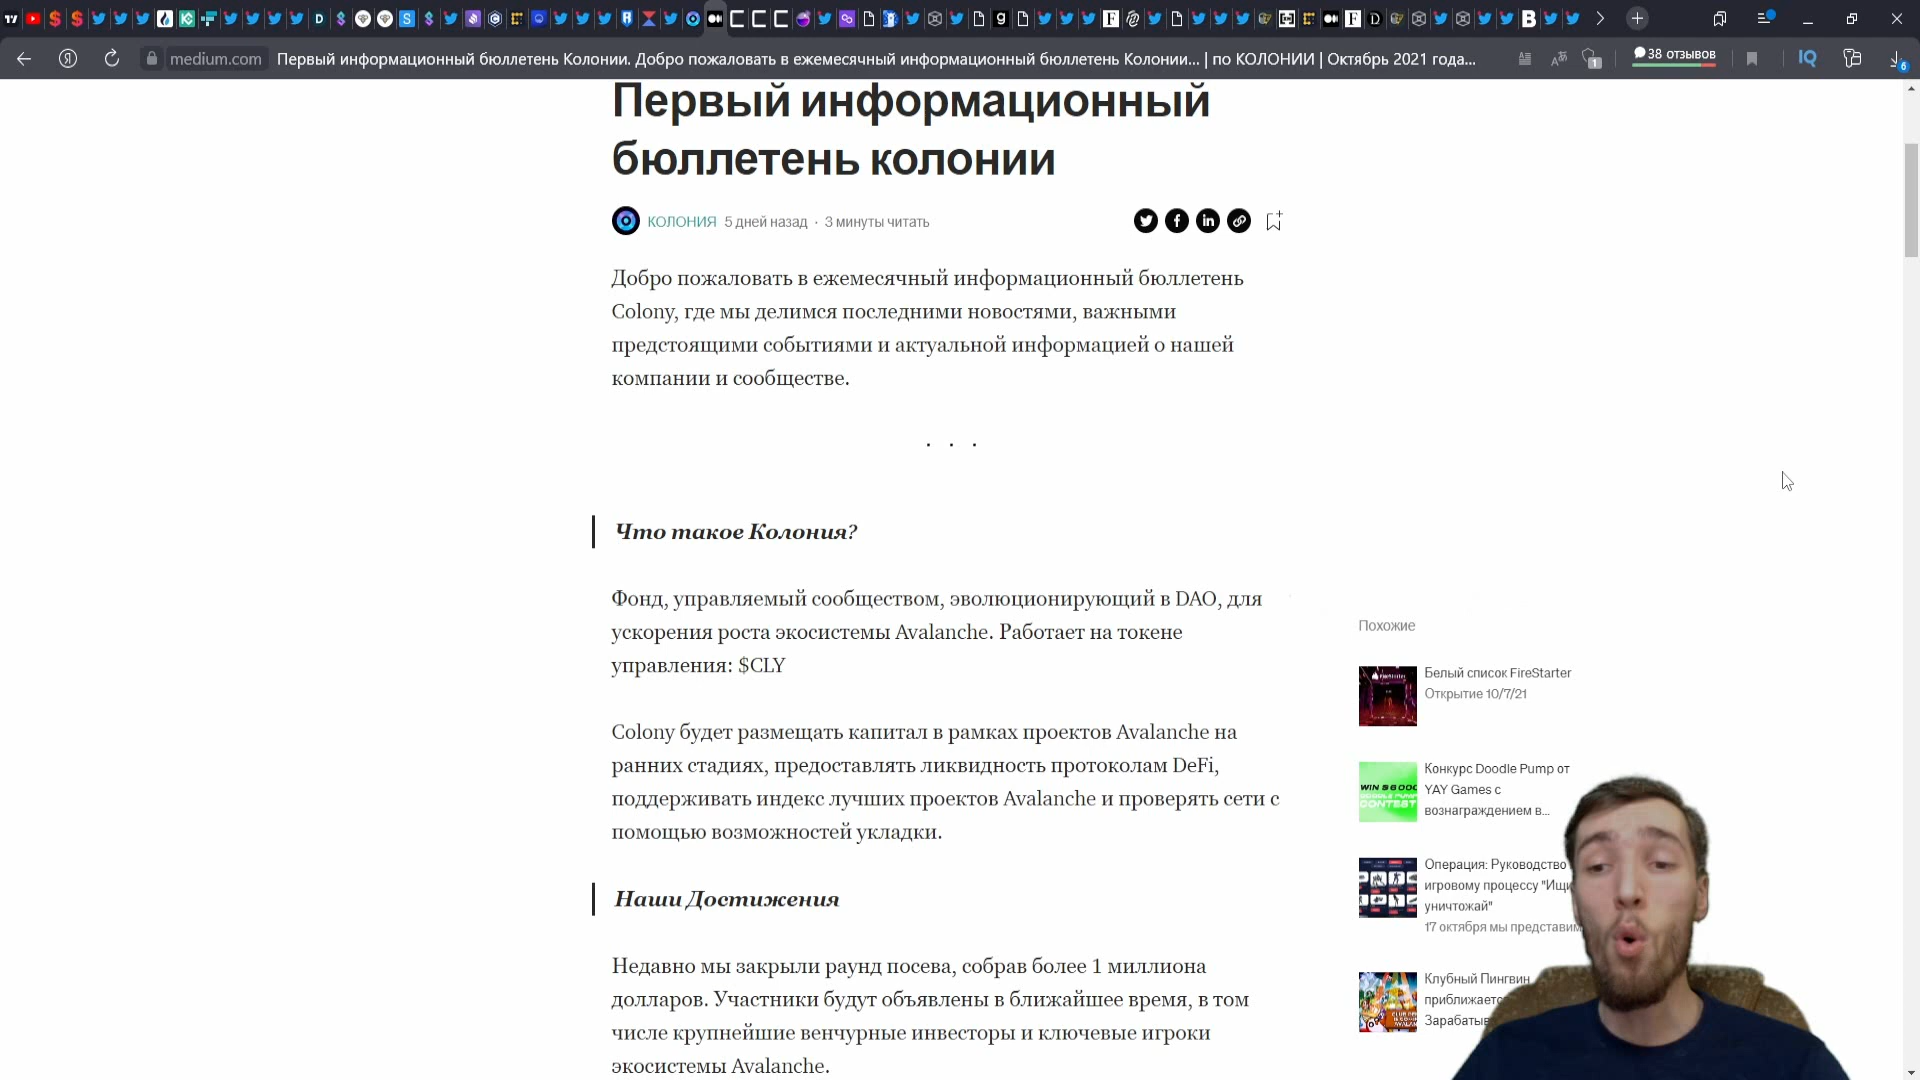 medium.com
Первый информационный бюллетень Колонии. Добро пожаловать в ежемесячный информационный бюллетень Колонии... | по КОЛОНИИ | Октябрь 2021 года...
38 отзывов
Первый информационный
бюллетень колонии
КОЛОНИЯ 5 дней назад · 3 минуты читать
Добро пожаловать в ежемесячный информационный бюллетень
Colony, где мы делимся последними новостями, важными
предстоящими событиями и актуальной информацией о нашей
компании и сообществе.
. . .
Что такое Колония?
Фонд, управляемый сообществом, эволюционирующий в DAO, для
ускорения роста экосистемы Avalanche. Работает на токене
управления: $CLY
Colony будет размещать капитал в рамках проектов Avalanche на
ранних стадиях, предоставлять ликвидность протоколам DeFi,
поддерживать индекс лучших проектов Avalanche и проверять сети с
помощью возможностей укладки.
Наши Достижения
Недавно мы закрыли раунд посева, собрав более 1 миллиона
долларов. Участники будут объявлены в ближайшее время, в том
числе крупнейшие венчурные инвесторы и ключевые игроки
экосистемы Avalanche.
Похожие
Белый список FireStarter
Открытие 10/7/21
Конкурс Doodle Pump от
YAY Games с
вознаграждением в...
Операция: Руководство
игровому процессу "Ищи
уничтожай"
17 октября мы представим
Клубный Пингвин
приближаетс
Зарабатыв